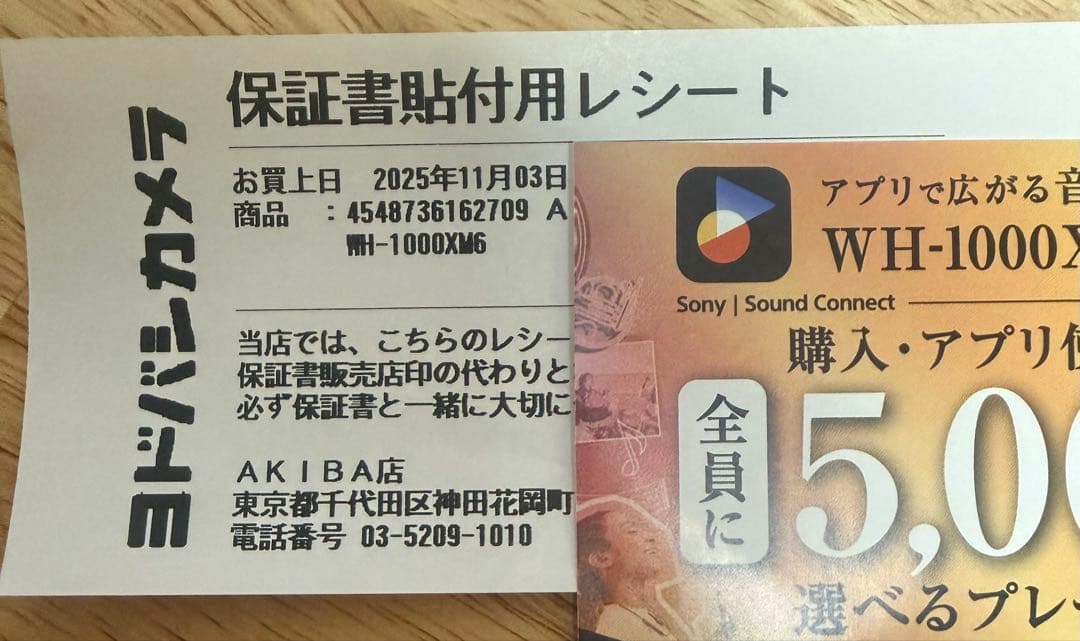 ヨドバシカメラ
保証書貼付用レシート
お買上日 2025年11月03日
商品 : 4548736162709 A
WH-1000XM6
当店では、こちらのレシー
保証書販売店印の代わりと
必ず保証書と一緒に大切に
AKIBA店
東京都千代田区神田花岡町
電話番号 03-5209-1010
アプリで広がる音
WH-1000X
Sony | Sound Connect
購入・アプリ使
全員に
5,00
選べるプレ